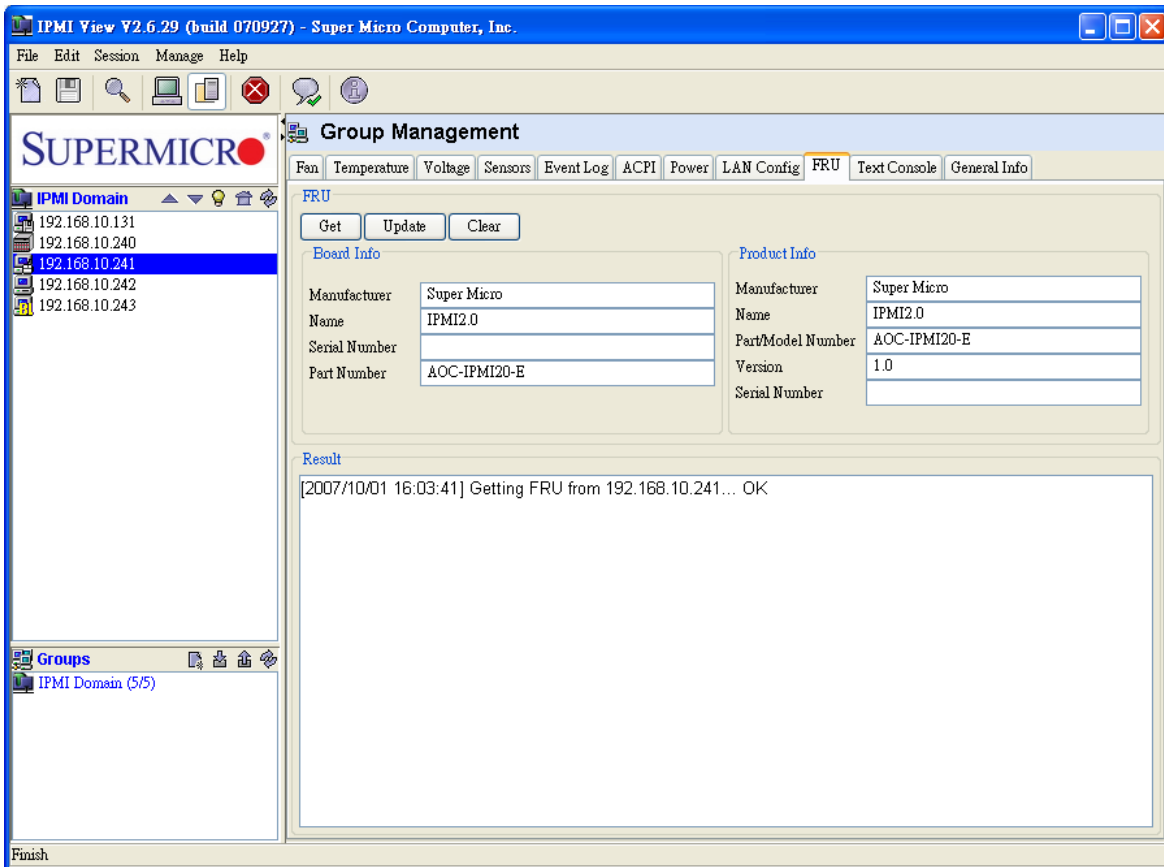 IPMI View V2.6.29 (build 070927) - Super Micro Computer, Inc.
File Edit Session Manage Help
SUPERMICRO
Group Management
Fan Temperature Voltage Sensors Event Log ACPI Power LAN Config FRU Text Console General Info
IPMI Domain
192.168.10.131
192.168.10.240
192.168.10.241
192.168.10.242
192.168.10.243
FRU
Get Update Clear
Board Info
Manufacturer Super Micro
Name IPMI2.0
Serial Number
Part Number AOC-IPMI20-E
Product Info
Manufacturer Super Micro
Name IPMI2.0
Part/Model Number AOC-IPMI20-E
Version 1.0
Serial Number
Result
[2007/10/01 16:03:41] Getting FRU from 192.168.10.241... OK
Groups
IPMI Domain (5/5)
Finish